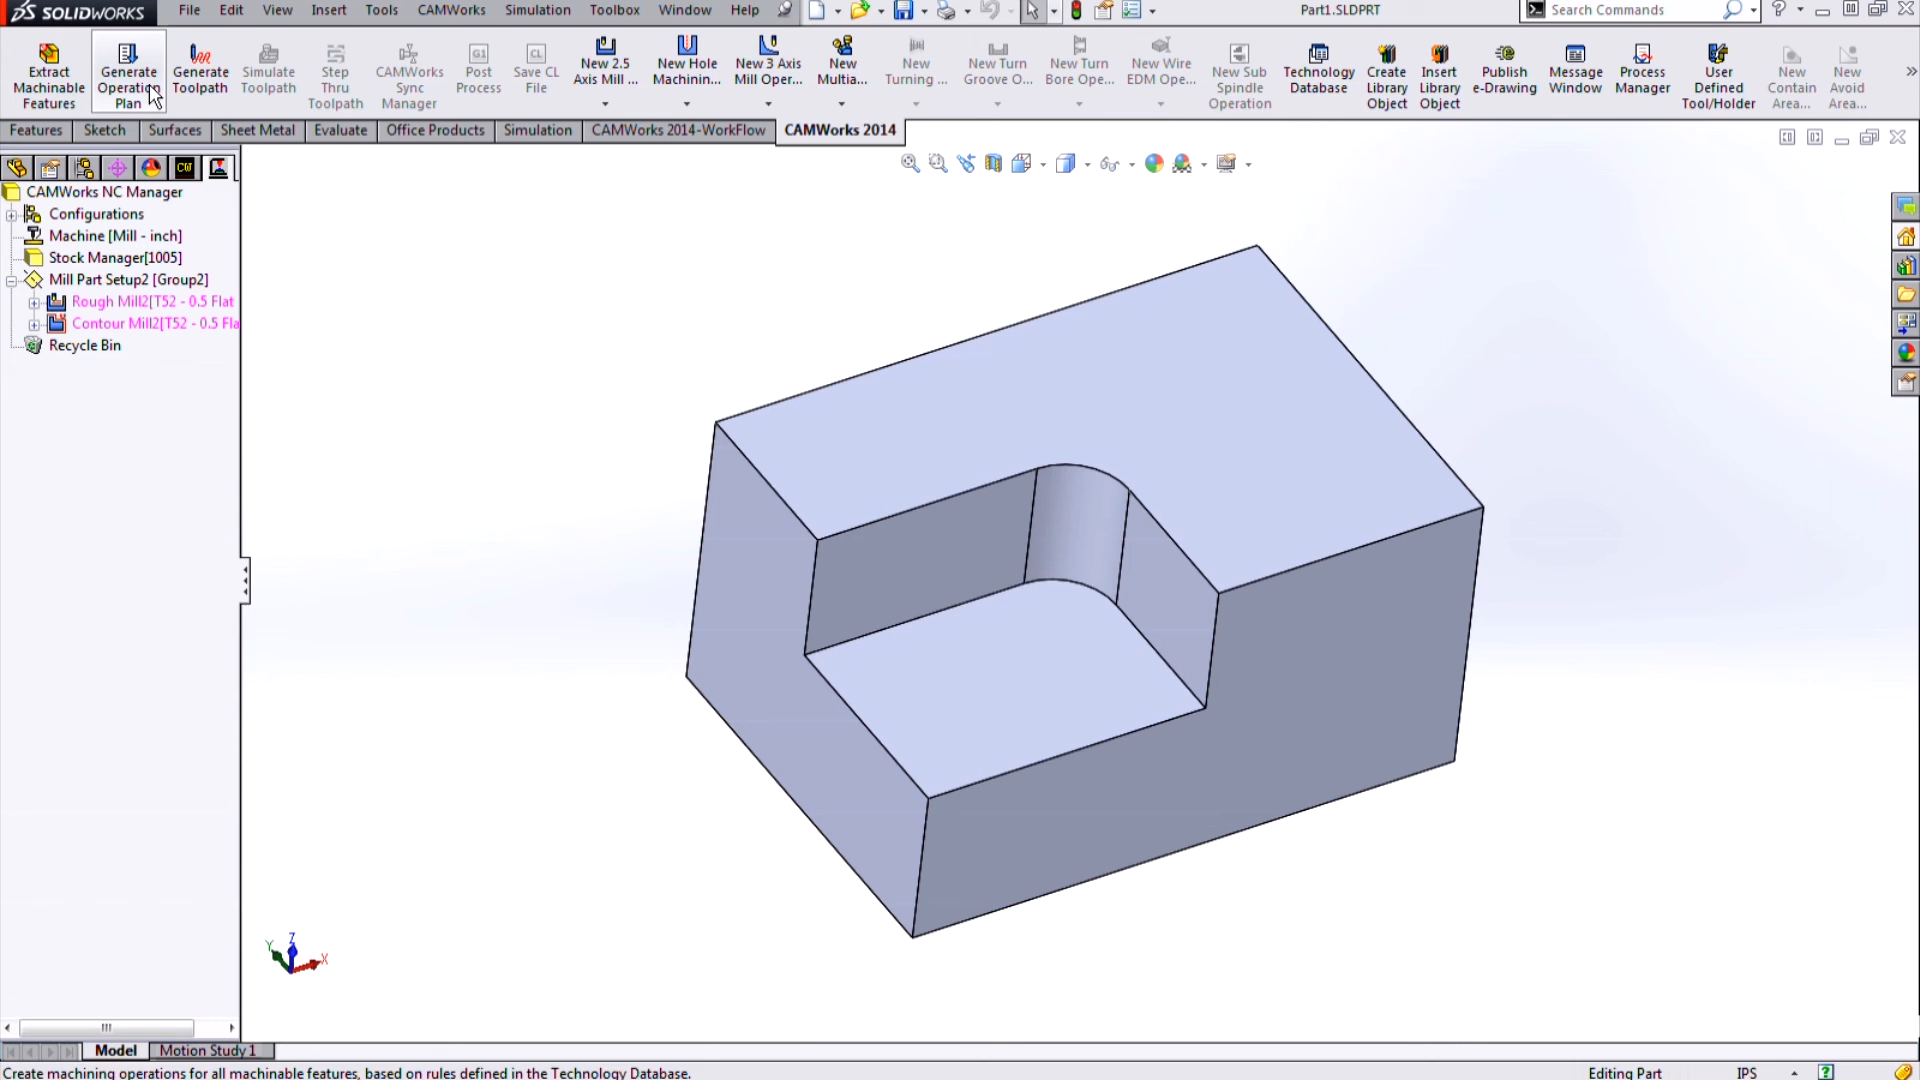 SOLIDWORKS File Edit View Insert Tools CAMWorks Simulation Toolbox Window Help Part1.SLDPRT Search Commands
Extract Machinable Features
Generate Operation Plan
Generate Toolpath
Simulate Toolpath
Step Thru Toolpath
CAMWorks Sync Manager
G1 Post Process
CL Save CL File
New 2.5 Axis Mill ...
New Hole Machinin...
New 3 Axis Mill Oper...
New Multia...
New Turning ...
New Turn Groove O...
New Turn Bore Ope...
New Wire EDM Ope...
New Sub Spindle Operation
Technology Database
Create Library Object
Insert Library Object
Publish e-Drawing
Message Window
Process Manager
User Defined Tool/Holder
New Contain Area...
New Avoid Area...
Features Sketch Surfaces Sheet Metal Evaluate Office Products Simulation CAMWorks 2014-WorkFlow CAMWorks 2014
CW
CAMWorks NC Manager
Configurations
Machine [Mill - inch]
Stock Manager[1005]
Mill Part Setup2 [Group2]
Rough Mill2[T52 - 0.5 Flat
Contour Mill2[T52 - 0.5 Fla
Recycle Bin
Z
Y
X
Model Motion Study 1
Create machining operations for all machinable features, based on rules defined in the Technology Database. Editing Part IPS